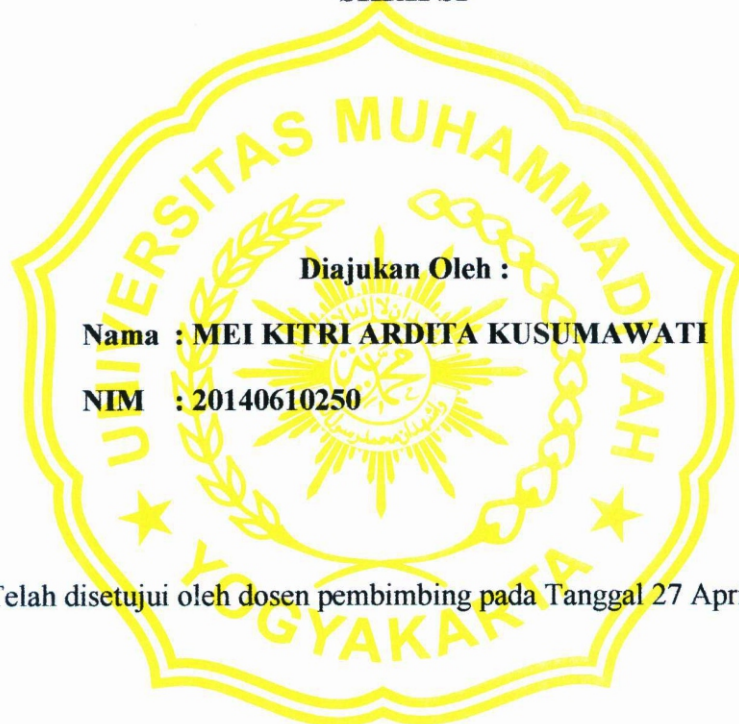 UNIVERSITAS MUHAMMADIYAH
Diajukan Oleh :
Nama : MEI KITRI ARDITA KUSUMAWATI
NIM : 20140610250
elah disetujui oleh dosen pembimbing pada Tanggal 27 Apr
YOGYAKARTA